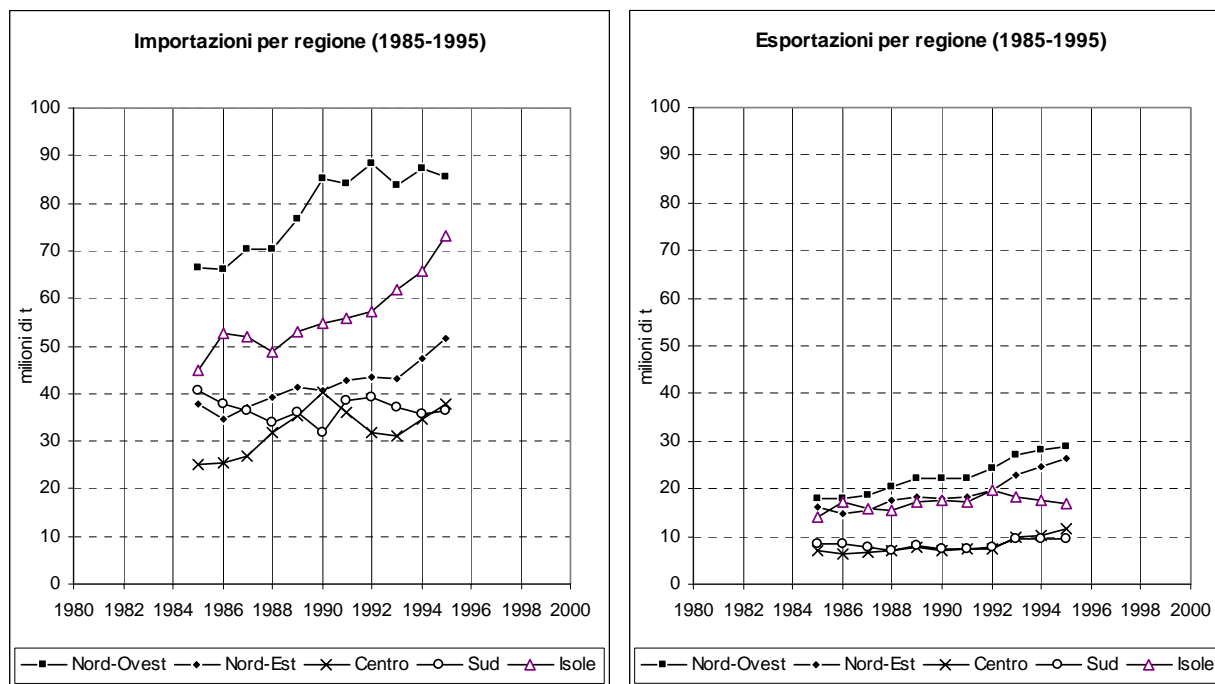 Importazioni per regione (1985-1995)
100
90
80
70
60
50
40
30
20
10
0
milioni di t
1980 1982 1984 1986 1988 1990 1992 1994 1996 1998 2000
Nord-Ovest Nord-Est Centro Sud Isole
Esportazioni per regione (1985-1995)
100
90
80
70
60
50
40
30
20
10
0
milioni di t
1980 1982 1984 1986 1988 1990 1992 1994 1996 1998 2000
Nord-Ovest Nord-Est Centro Sud Isole